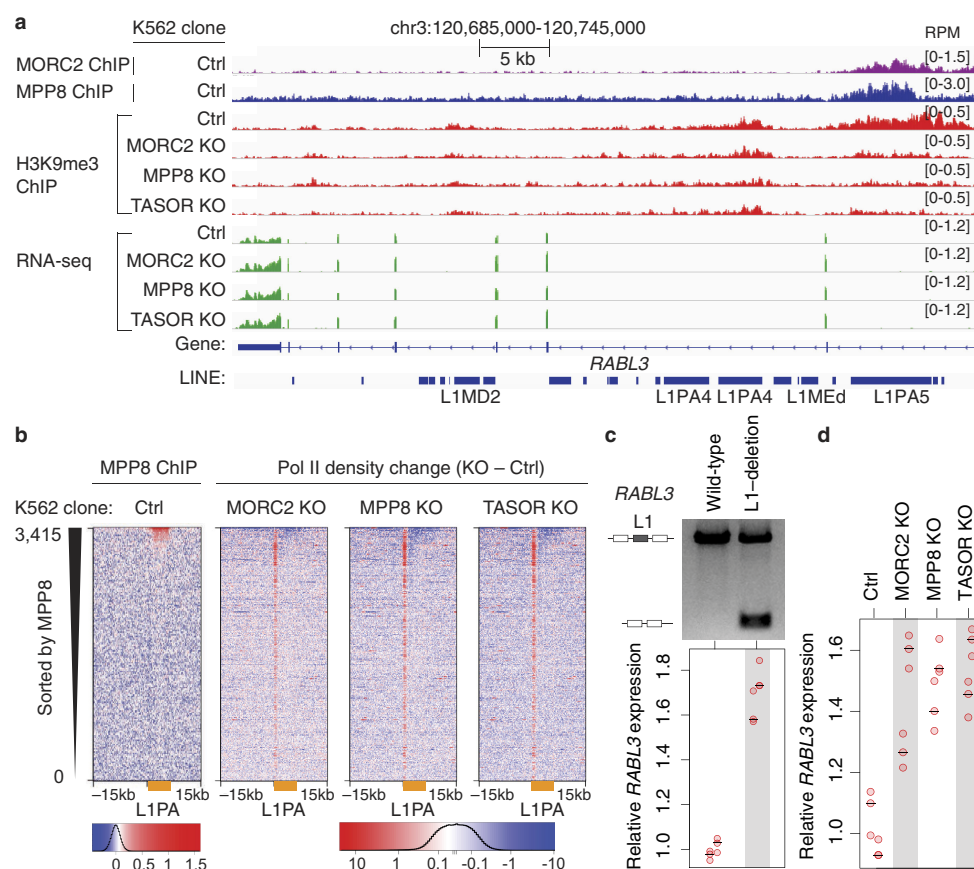 a
K562 clone
chr3:120,685,000-120,745,000
RPM
5 kb
MORC2 ChIP
Ctrl
[0-1.5]
MPP8 ChIP
Ctrl
[0-3.0]
H3K9me3
ChIP
Ctrl
[0-0.5]
MORC2 KO
[0-0.5]
MPP8 KO
[0-0.5]
TASOR KO
[0-0.5]
RNA-seq
Ctrl
[0-1.2]
MORC2 KO
[0-1.2]
MPP8 KO
[0-1.2]
TASOR KO
[0-1.2]
Gene:
RABL3
LINE:
L1MD2
L1PA4
L1PA4
L1MEd
L1PA5
b
MPP8 ChIP
Pol II density change (KO – Ctrl)
K562 clone:
Ctrl
MORC2 KO
MPP8 KO
TASOR KO
3,415
Sorted by MPP8
0
–15kb
15kb
L1PA
–15kb
15kb
L1PA
–15kb
15kb
L1PA
–15kb
15kb
L1PA
0 0.5 1 1.5
10 1 0.1 -0.1 -1 -10
c
Wild-type
L1–deletion
RABL3
L1
Relative RABL3 expression
1.8
1.6
1.4
1.2
1.0
d
Ctrl
MORC2 KO
MPP8 KO
TASOR KO
Relative RABL3 expression
1.6
1.4
1.2
1.0